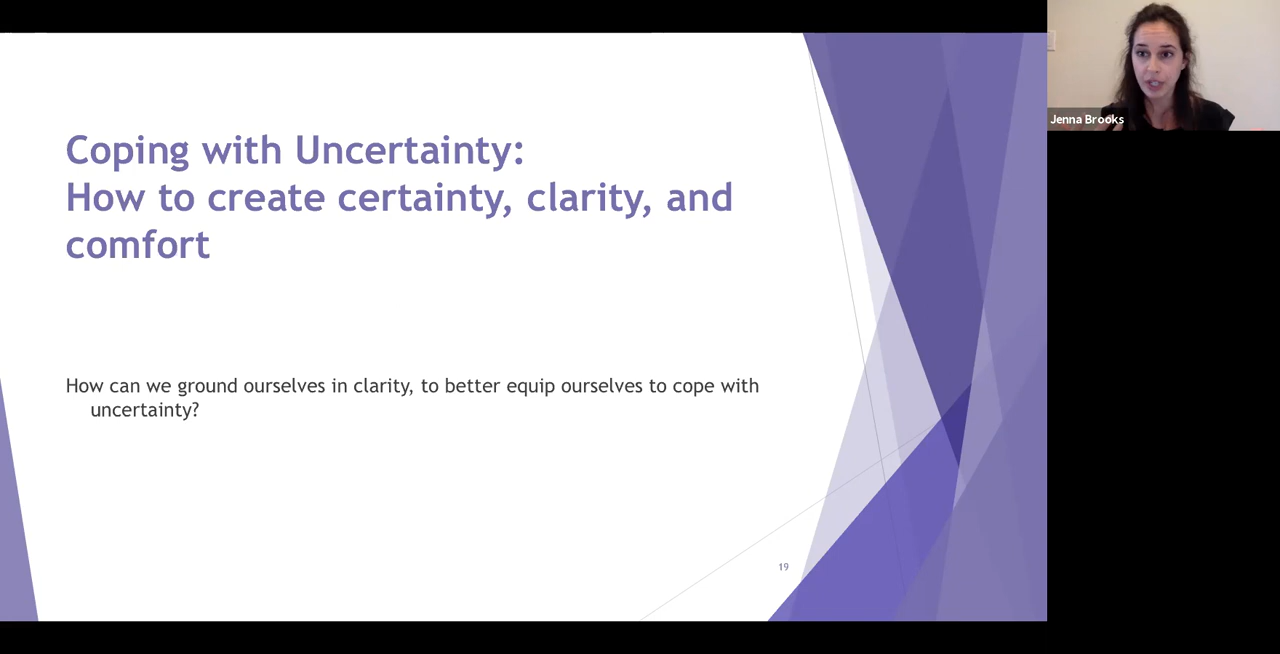 Coping with Uncertainty:
How to create certainty, clarity, and
comfort
How can we ground ourselves in clarity, to better equip ourselves to cope with
uncertainty?
19
Jenna Brooks